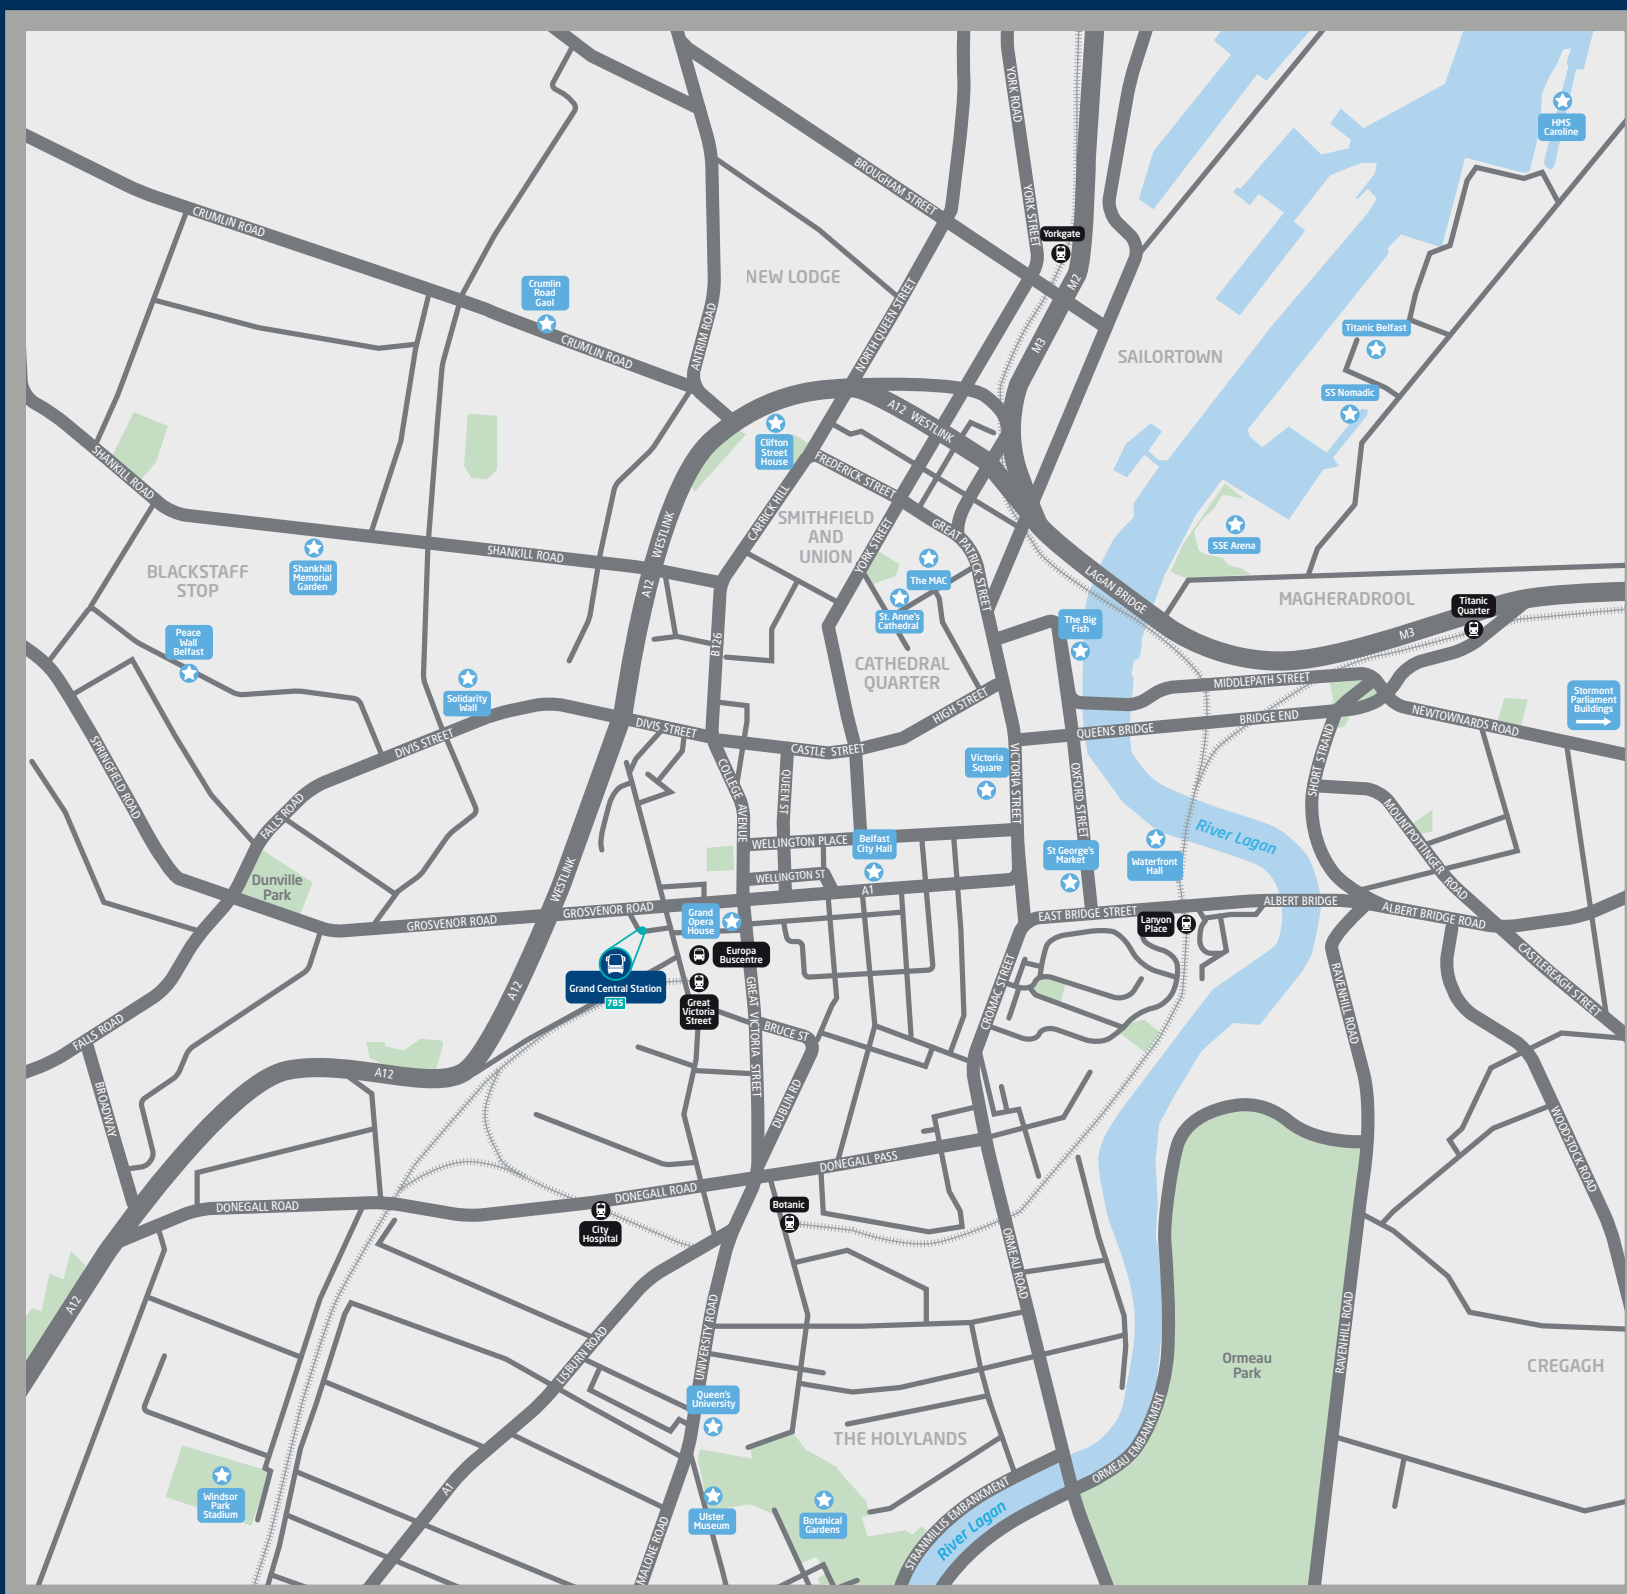 HMS
Caroline
YORK ROAD
BROUGHAM STREET
YORK STREET
CRUMLIN ROAD
Yorkgate
M2
NEW LODGE
Crumlin
Road
Gaol
NORTH QUEEN STREET
ANTRIM ROAD
CRUMLIN ROAD
M3
SAILORTOWN
Titanic Belfast
SS Nomadic
A12
WESTLINK
Clifton
Street
House
FREDERICK STREET
SHANKILL ROAD
CARRICK HILL
SMITHFIELD
AND
UNION
YORK STREET
GREAT PATRICK STREET
WESTLINK
SHANKILL ROAD
SSE Arena
Shankhill
Memorial
Garden
BLACKSTAFF
STOP
A12
The MAC
St. Anne's
Cathedral
LAGAN BRIDGE
MAGHERADROOL
Titanic
Quarter
M3
The Big
Fish
Peace
Wall
Belfast
B126
CATHEDRAL
QUARTER
Solidarity
Wall
HIGH STREET
MIDDLEPATH STREET
Stormont
Parliament
Buildings
NEWTOWNARDS ROAD
BRIDGE END
QUEENS BRIDGE
DIVIS STREET
DIVIS STREET
CASTLE STREET
SPRINGFIELD ROAD
COLLEGE AVENUE
QUEEN ST
Victoria
Square
VICTORIA STREET
OXFORD STREET
SHORT STRAND
FALLS ROAD
MOUNTPOTTINGER ROAD
River Lagan
WELLINGTON PLACE
Belfast
City Hall
St George's
Market
Waterfront
Hall
WESTLINK
WELLINGTON ST
A1
Dunville
Park
GROSVENOR ROAD
GROSVENOR ROAD
Grand
Opera
House
EAST BRIDGE STREET
Lanyon
Place
ALBERT BRIDGE
ALBERT BRIDGE ROAD
Europa
Buscentre
Grand Central Station
785
A12
Great
Victoria
Street
GREAT VICTORIA STREET
CROMAC STREET
CASTLEREAGH STREET
RAVENHILL ROAD
FALLS ROAD
BRUCE ST
A12
BROADWAY
DUBLIN RD
WOODSTOCK ROAD
DONEGALL PASS
DONEGALL ROAD
DONEGALL ROAD
Botanic
City
Hospital
ORMEAU ROAD
A12
UNIVERSITY ROAD
LISBURN ROAD
RAVENHILL ROAD
Ormeau
Park
CREGAGH
Queen's
University
THE HOLYLANDS
ORMEAU EMBANKMENT
A1
Windsor
Park
Stadium
Ulster
Museum
Botanical
Gardens
STRANMILLIS EMBANKMENT
River Lagan
MALONE ROAD